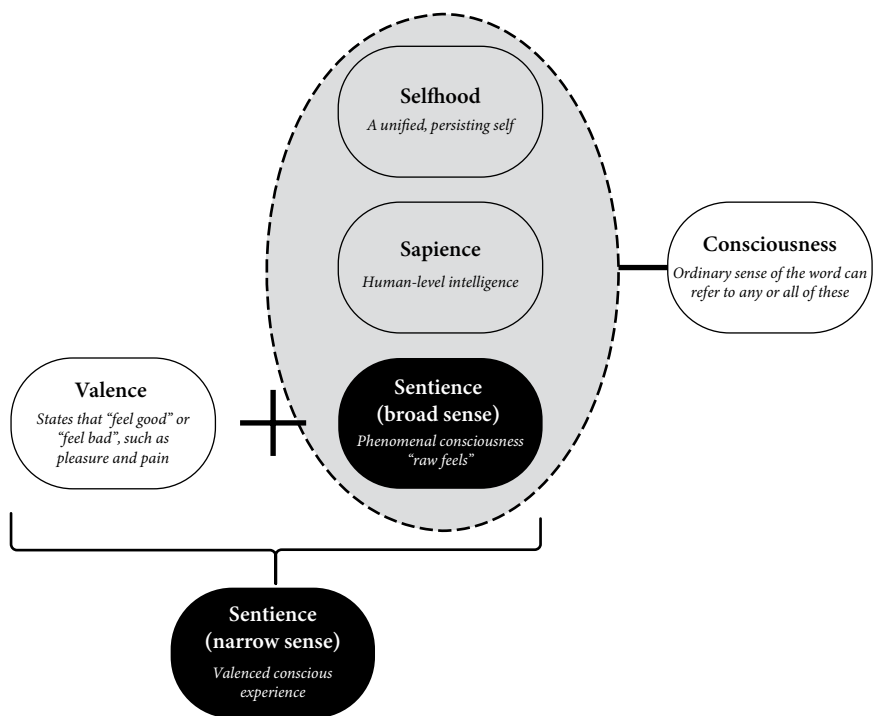 Selfhood
A unified, persisting self
Sapience
Human-level intelligence
Consciousness
Ordinary sense of the word can
refer to any or all of these
Valence
States that “feel good” or
“feel bad”, such as
pleasure and pain
Sentience
(broad sense)
Phenomenal consciousness
“raw feels”
Sentience
(narrow sense)
Valenced conscious
experience